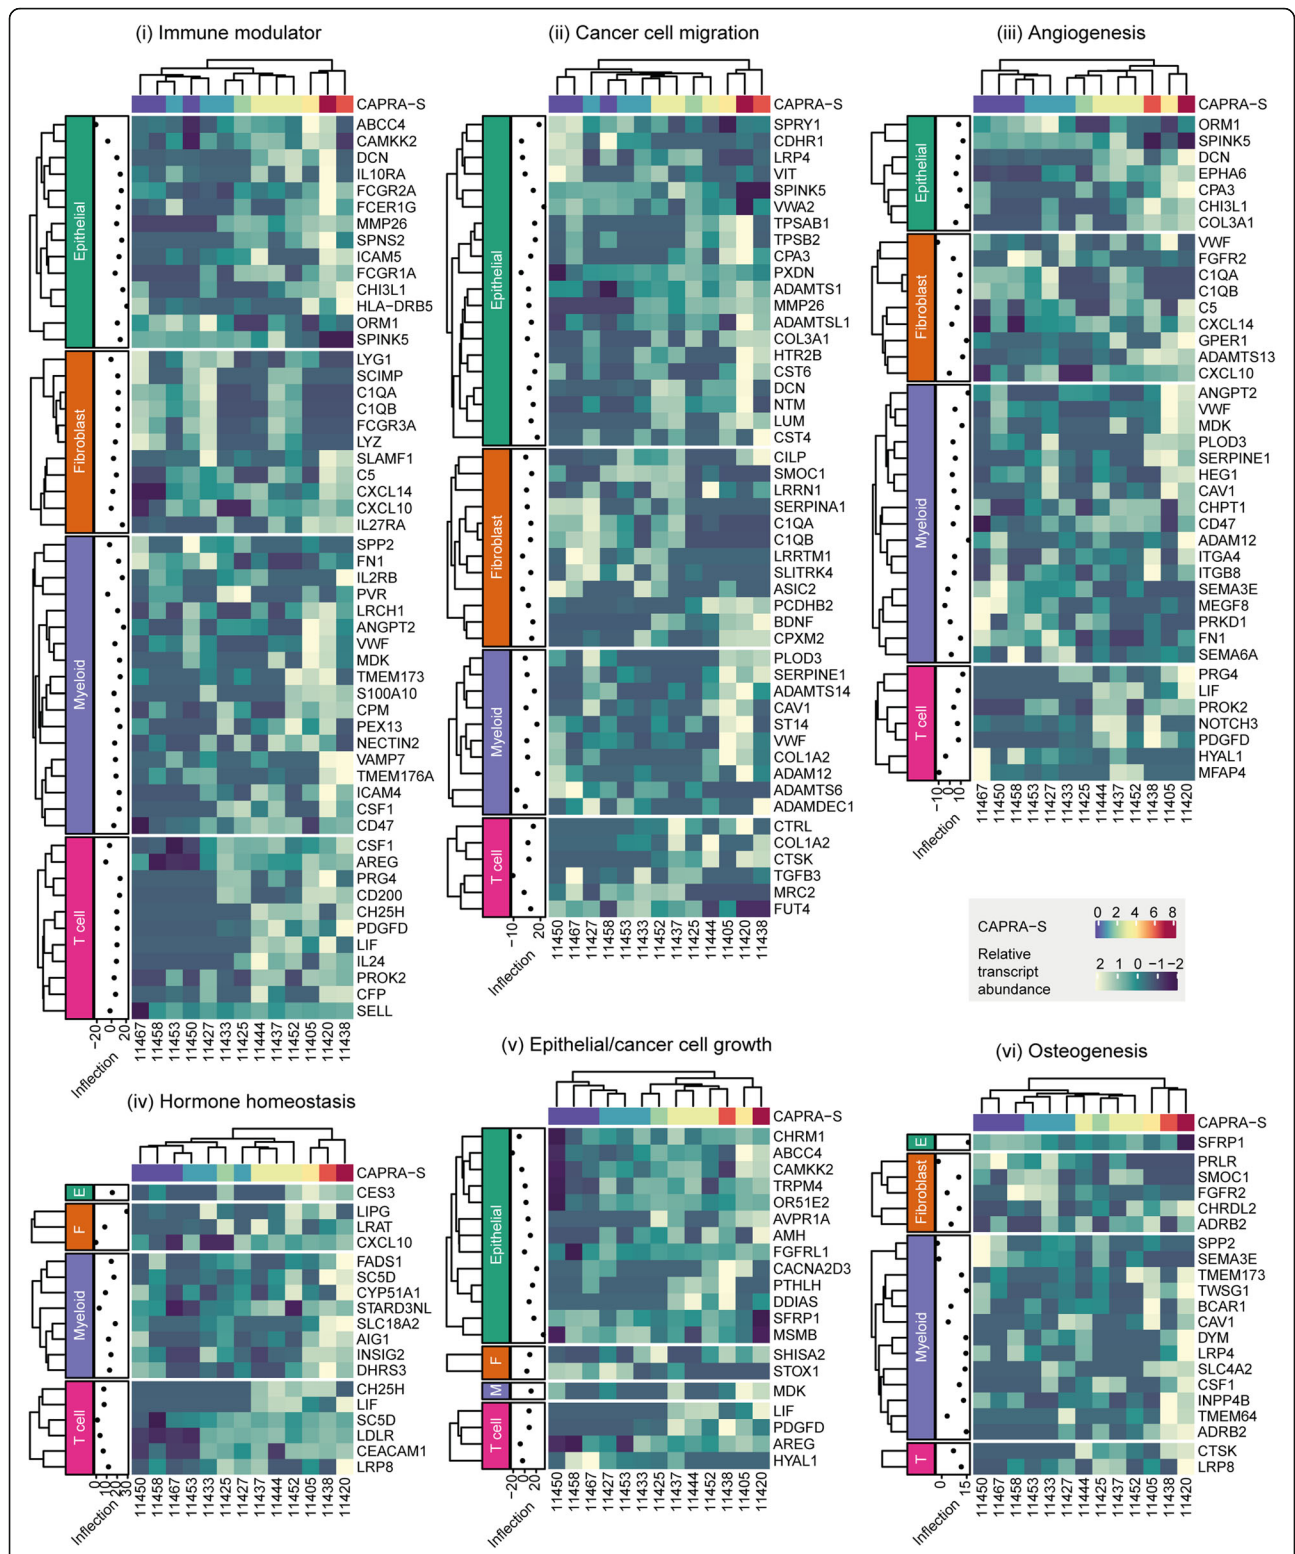 (i) Immune modulator
CAPRA-S
Epithelial
ABCC4
CAMKK2
DCN
IL10RA
FCGR2A
FCER1G
MMP26
SPNS2
ICAM5
FCGR1A
CHI3L1
HLA-DRB5
ORM1
SPINK5
Fibroblast
LYG1
SCIMP
C1QA
C1QB
FCGR3A
LYZ
SLAMF1
C5
CXCL14
CXCL10
IL27RA
Myeloid
SPP2
FN1
IL2RB
PVR
LRCH1
ANGPT2
VWF
MDK
TMEM173
S100A10
CPM
PEX13
NECTIN2
VAMP7
TMEM176A
ICAM4
CSF1
CD47
T cell
CSF1
AREG
PRG4
CD200
CH25H
PDGFD
LIF
IL24
PROK2
CFP
SELL
-20 0 20
Inflection
11467 11458 11453 11450 11427 11433 11425 11444 11437 11452 11405 11420 11438
(ii) Cancer cell migration
CAPRA-S
Epithelial
SPRY1
CDHR1
LRP4
VIT
SPINK5
VWA2
TPSAB1
TPSB2
CPA3
PXDN
ADAMTS1
MMP26
ADAMTSL1
COL3A1
HTR2B
CST6
DCN
NTM
LUM
CST4
Fibroblast
CILP
SMOC1
LRRN1
SERPINA1
C1QA
C1QB
LRRTM1
SLITRK4
ASIC2
PCDHB2
BDNF
CPXM2
Myeloid
PLOD3
SERPINE1
ADAMTS14
CAV1
ST14
VWF
COL1A2
ADAM12
ADAMTS6
ADAMDEC1
T cell
CTRL
COL1A2
CTSK
TGFB3
MRC2
FUT4
-10 20
Inflection
11450 11467 11427 11458 11453 11433 11452 11437 11425 11444 11405 11420 11438
(iii) Angiogenesis
CAPRA-S
Epithelial
ORM1
SPINK5
DCN
EPHA6
CPA3
CHI3L1
COL3A1
Fibroblast
VWF
FGFR2
C1QA
C1QB
C5
CXCL14
GPER1
ADAMTS13
CXCL10
Myeloid
ANGPT2
VWF
MDK
PLOD3
SERPINE1
HEG1
CAV1
CHPT1
CD47
ADAM12
ITGA4
ITGB8
SEMA3E
MEGF8
PRKD1
FN1
SEMA6A
T cell
PRG4
LIF
PROK2
NOTCH3
PDGFD
HYAL1
MFAP4
-10 0 10
Inflection
11467 11450 11458 11453 11427 11433 11425 11444 11437 11452 11438 11405 11420
CAPRA-S
0 2 4 6 8
Relative
transcript
abundance
2 1 0 -1 -2
(iv) Hormone homeostasis
CAPRA-S
E
CES3
F
LIPG
LRAT
CXCL10
Myeloid
FADS1
SC5D
CYP51A1
STARD3NL
SLC18A2
AIG1
INSIG2
DHRS3
T cell
CH25H
LIF
SC5D
LDLR
CEACAM1
LRP8
0 10 20 30
Inflection
11450 11458 11467 11453 11433 11425 11427 11437 11444 11452 11405 11438 11420
(v) Epithelial/cancer cell growth
CAPRA-S
Epithelial
CHRM1
ABCC4
CAMKK2
TRPM4
OR51E2
AVPR1A
AMH
FGFRL1
CACNA2D3
PTHLH
DDIAS
SFRP1
MSMB
F
SHISA2
STOX1
M
MDK
T cell
LIF
PDGFD
AREG
HYAL1
-20 0 20
Inflection
11450 11458 11467 11427 11453 11433 11425 11437 11444 11452 11438 11405 11420
(vi) Osteogenesis
CAPRA-S
E
SFRP1
Fibroblast
PRLR
SMOC1
FGFR2
CHRDL2
ADRB2
Myeloid
SPP2
SEMA3E
TMEM173
TWSG1
BCAR1
CAV1
DYM
LRP4
SLC4A2
CSF1
INPP4B
TMEM64
ADRB2
T
CTSK
LRP8
0 15
Inflection
11450 11467 11458 11453 11433 11427 11444 11425 11437 11452 11405 11438 11420